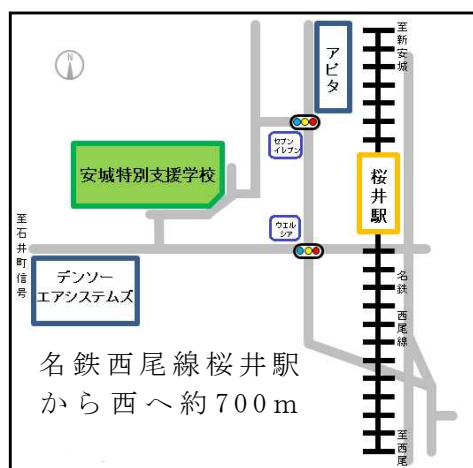 至新安城
アピタ
N
セブン
イレブン
安城特別支援学校
桜井駅
至石井町信号
ウエル
シア
デンソー
エアシステムズ
名鉄
西尾線
名鉄西尾線桜井駅
から西へ約700m
至西尾